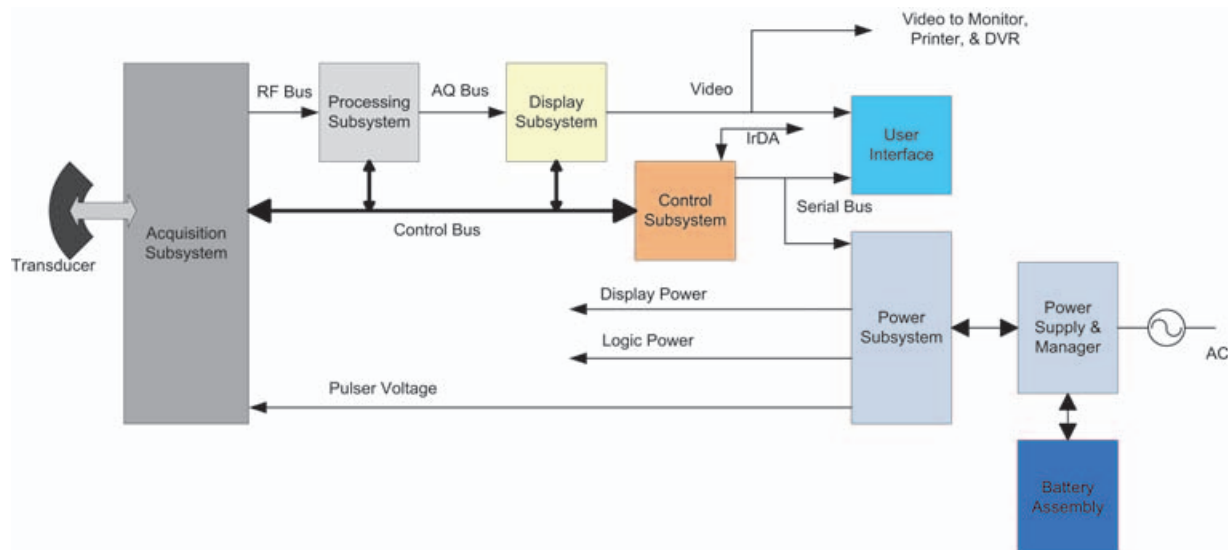 Video to Monitor,
Printer, & DVR
RF Bus
Processing
Subsystem
AQ Bus
Display
Subsystem
Video
IrDA
User
Interface
Control
Subsystem
Serial Bus
Control Bus
Acquisition
Subsystem
Transducer
Display Power
Logic Power
Pulser Voltage
Power
Subsystem
Power
Supply &
Manager
AC
Battery
Assembly